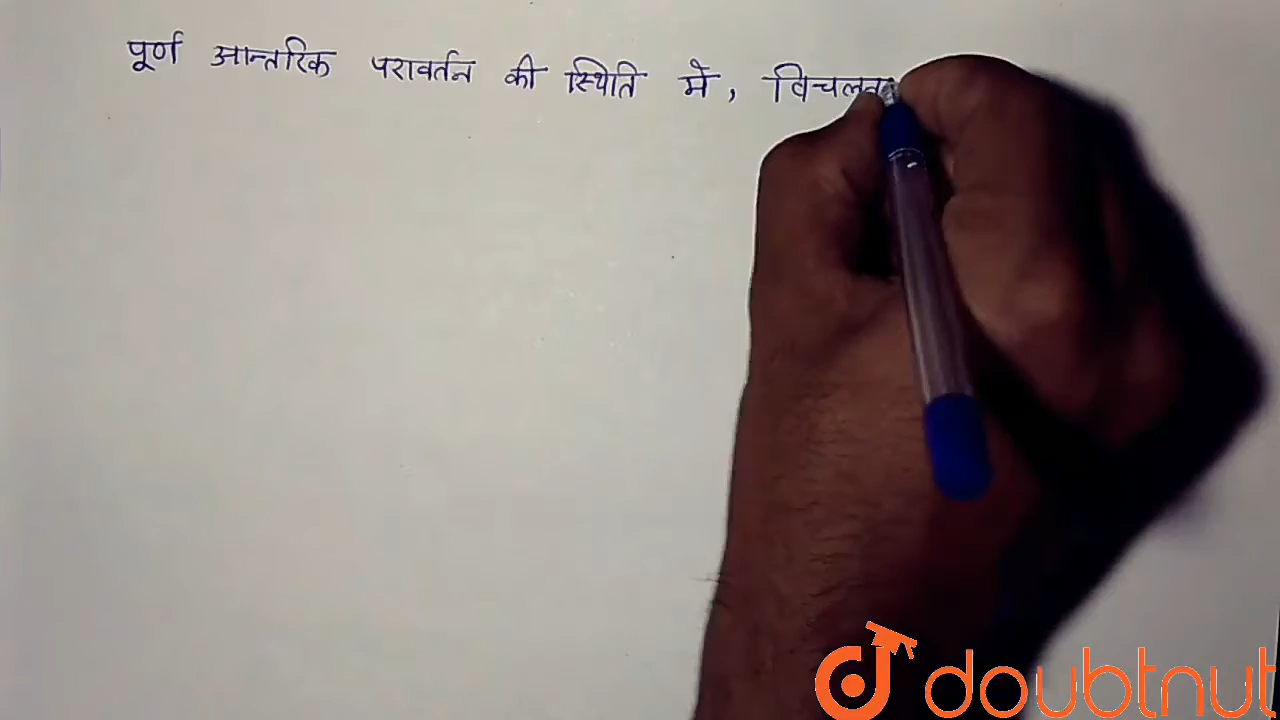 पूर्ण आन्तरिक परावर्तन की स्थिति में, विचलन
doubtnut